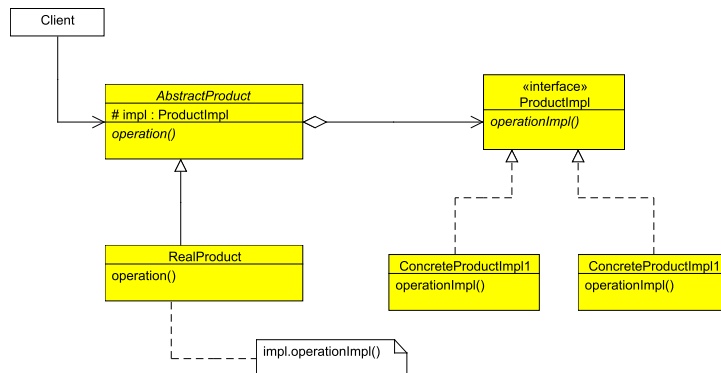 Client
AbstractProduct
# impl : ProductImpl
operation()
«interface»
ProductImpl
operationImpl()
RealProduct
operation()
ConcreteProductImpl1
operationImpl()
ConcreteProductImpl1
operationImpl()
impl.operationImpl()